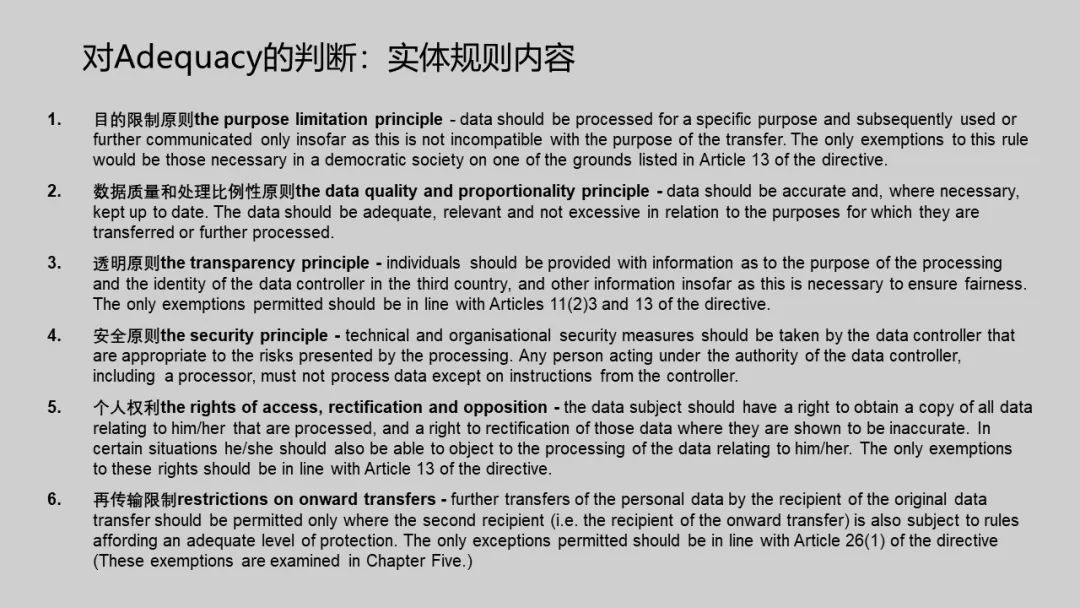 对Adequacy的判断：实体规则内容
1. 目的限制原则the purpose limitation principle - data should be processed for a specific purpose and subsequently used or
further communicated only insofar as this is not incompatible with the purpose of the transfer. The only exemptions to this rule
would be those necessary in a democratic society on one of the grounds listed in Article 13 of the directive.
2. 数据质量和处理比例性原则the data quality and proportionality principle - data should be accurate and, where necessary,
kept up to date. The data should be adequate, relevant and not excessive in relation to the purposes for which they are
transferred or further processed.
3. 透明原则the transparency principle - individuals should be provided with information as to the purpose of the processing
and the identity of the data controller in the third country, and other information insofar as this is necessary to ensure fairness.
The only exemptions permitted should be in line with Articles 11(2)3 and 13 of the directive.
4. 安全原则the security principle - technical and organisational security measures should be taken by the data controller that
are appropriate to the risks presented by the processing. Any person acting under the authority of the data controller,
including a processor, must not process data except on instructions from the controller.
5. 个人权利the rights of access, rectification and opposition - the data subject should have a right to obtain a copy of all data
relating to him/her that are processed, and a right to rectification of those data where they are shown to be inaccurate. In
certain situations he/she should also be able to object to the processing of the data relating to him/her. The only exemptions
to these rights should be in line with Article 13 of the directive.
6. 再传输限制restrictions on onward transfers - further transfers of the personal data by the recipient of the original data
transfer should be permitted only where the second recipient (i.e. the recipient of the onward transfer) is also subject to rules
affording an adequate level of protection. The only exceptions permitted should be in line with Article 26(1) of the directive
(These exemptions are examined in Chapter Five.)